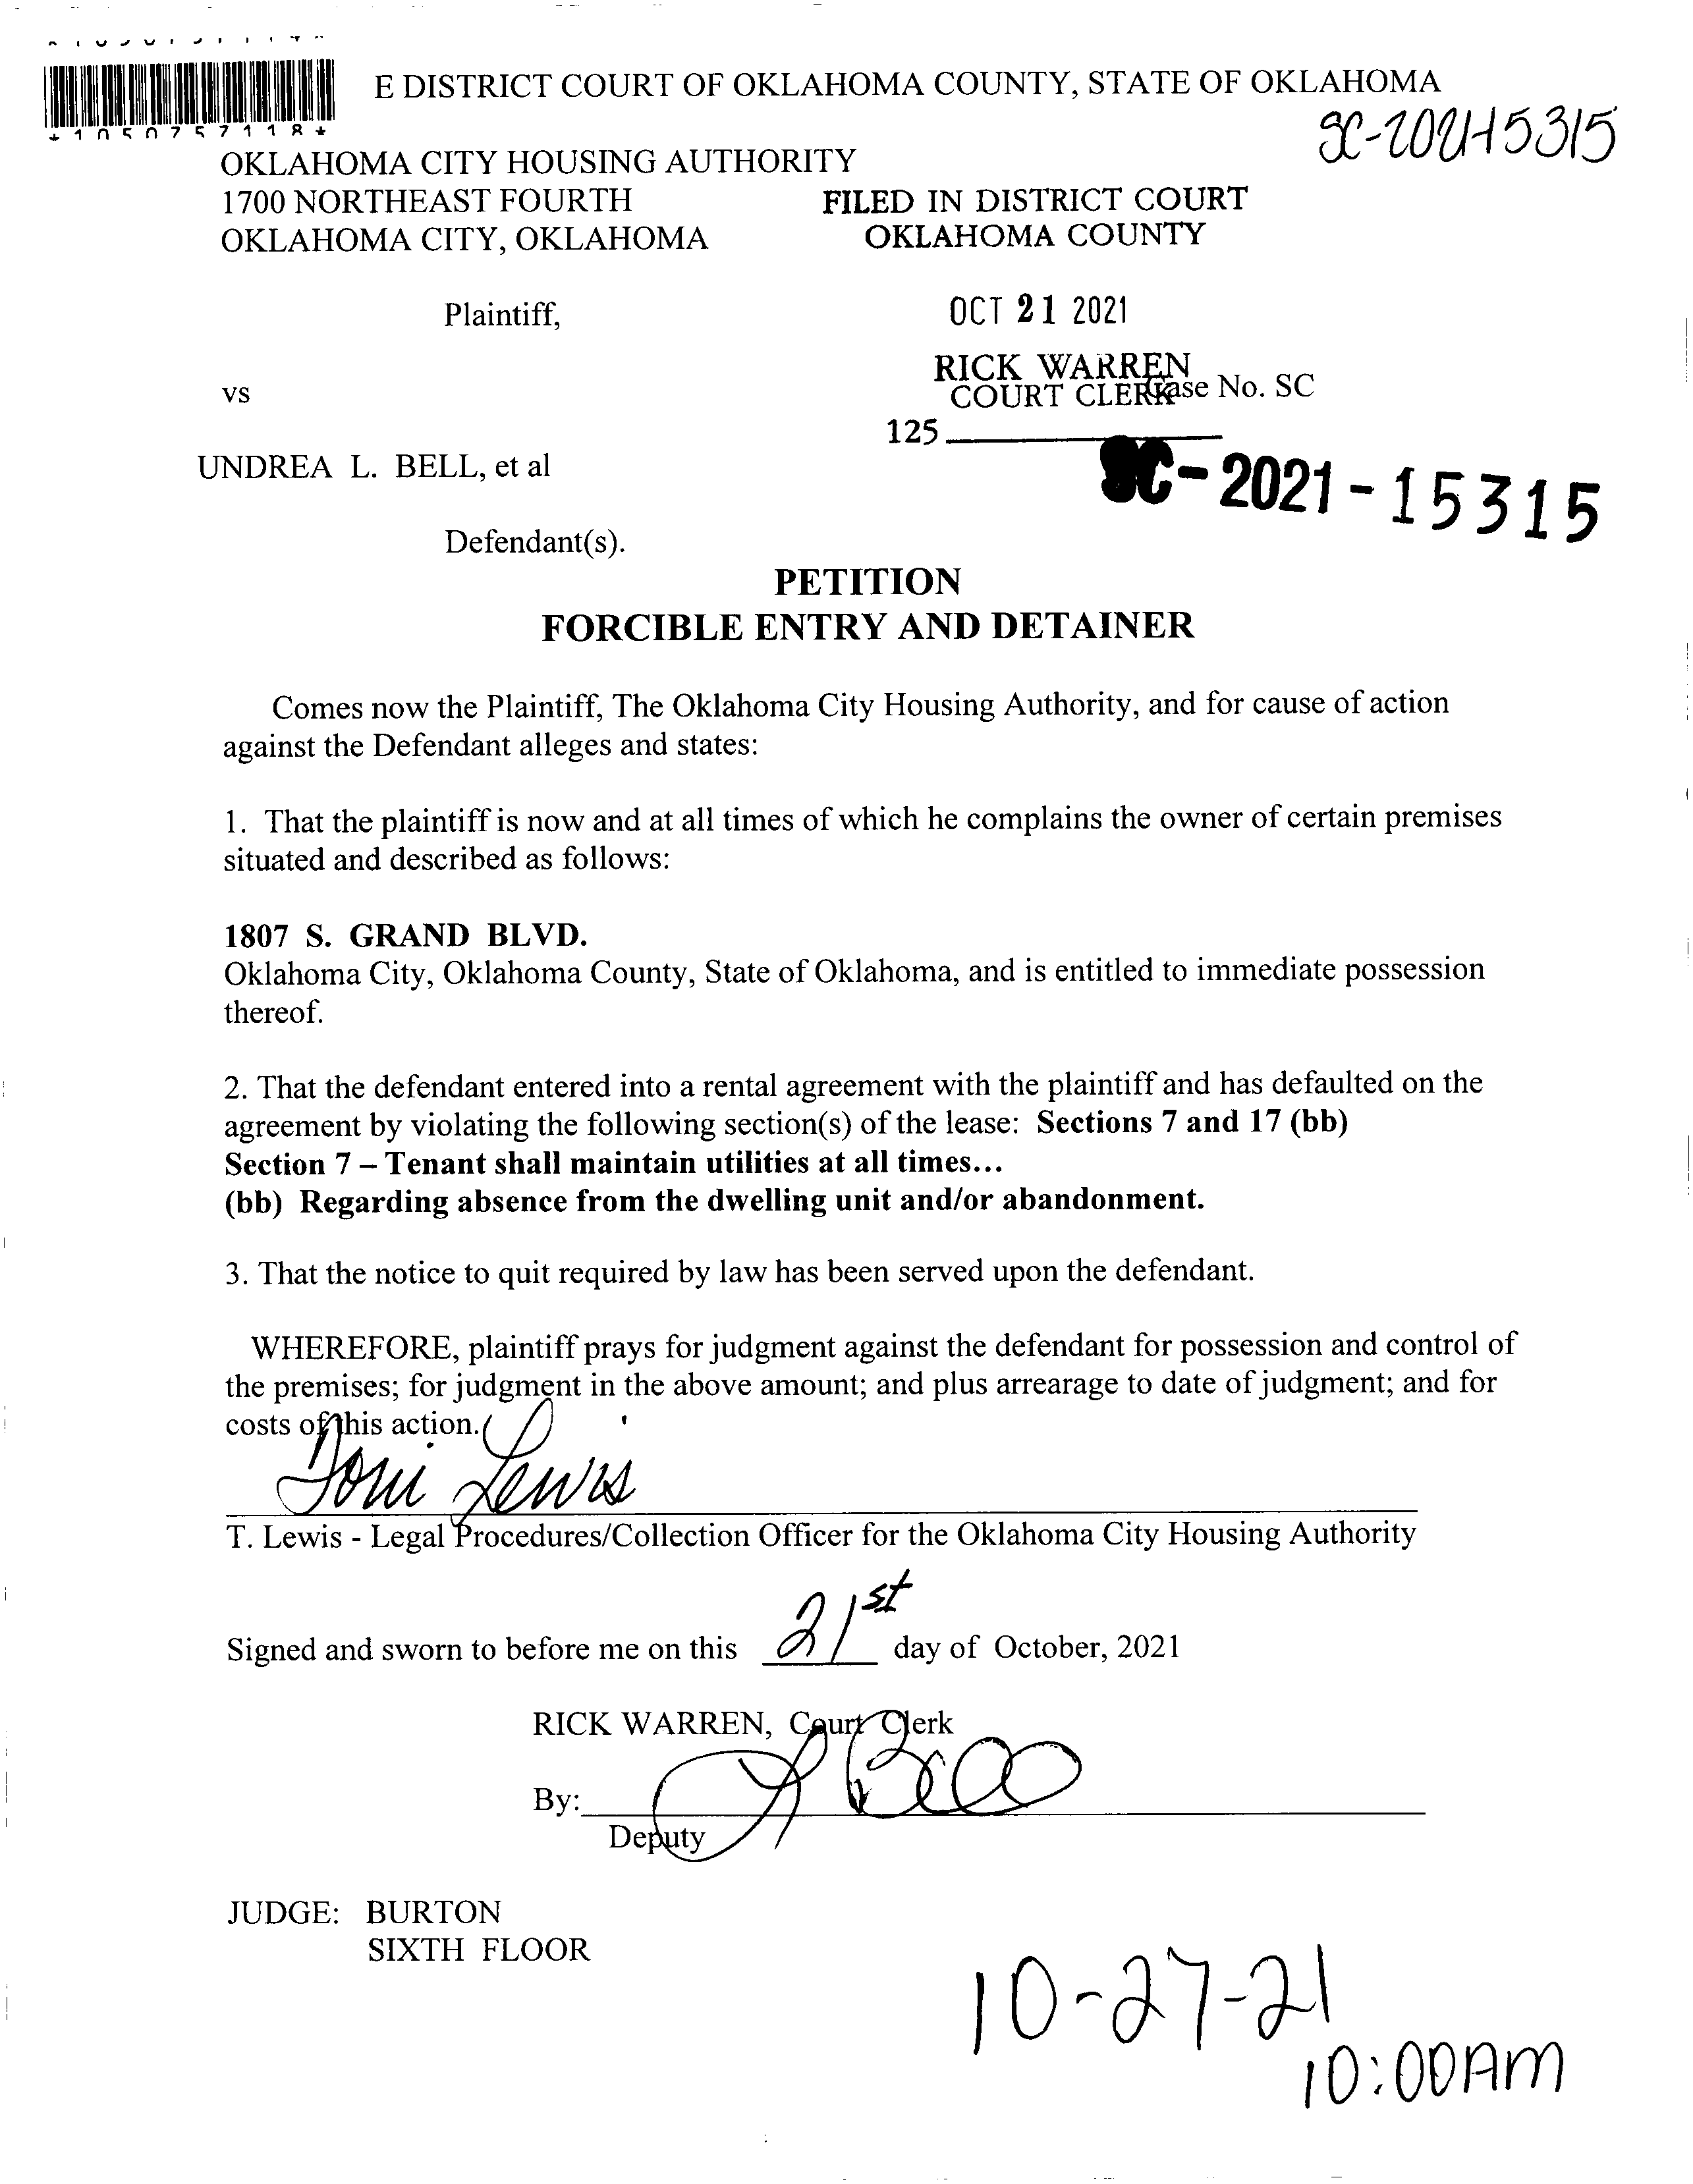 E DISTRICT COURT OF OKLAHOMA COUNTY, STATE OF OKLAHOMA
*1050757118*
SC-2021-15315
OKLAHOMA CITY HOUSING AUTHORITY
1700 NORTHEAST FOURTH
OKLAHOMA CITY, OKLAHOMA
FILED IN DISTRICT COURT
OKLAHOMA COUNTY
Plaintiff,
OCT 21 2021
RICK WARREN
COURT CLERK
vs
Case No. SC
125
UNDREA L. BELL, et al
SC-2021-15315
Defendant(s).
PETITION
FORCIBLE ENTRY AND DETAINER
Comes now the Plaintiff, The Oklahoma City Housing Authority, and for cause of action
against the Defendant alleges and states:
1. That the plaintiff is now and at all times of which he complains the owner of certain premises
situated and described as follows:
1807 S. GRAND BLVD.
Oklahoma City, Oklahoma County, State of Oklahoma, and is entitled to immediate possession
thereof.
2. That the defendant entered into a rental agreement with the plaintiff and has defaulted on the
agreement by violating the following section(s) of the lease: Sections 7 and 17 (bb)
Section 7 – Tenant shall maintain utilities at all times...
(bb) Regarding absence from the dwelling unit and/or abandonment.
3. That the notice to quit required by law has been served upon the defendant.
WHEREFORE, plaintiff prays for judgment against the defendant for possession and control of
the premises; for judgment in the above amount; and plus arrearage to date of judgment; and for
costs of this action.
Toni Lewis
T. Lewis - Legal Procedures/Collection Officer for the Oklahoma City Housing Authority
Signed and sworn to before me on this 21st day of October, 2021
RICK WARREN, Court Clerk
By:
Deputy
JUDGE: BURTON
SIXTH FLOOR
10-27-21
10:00AM